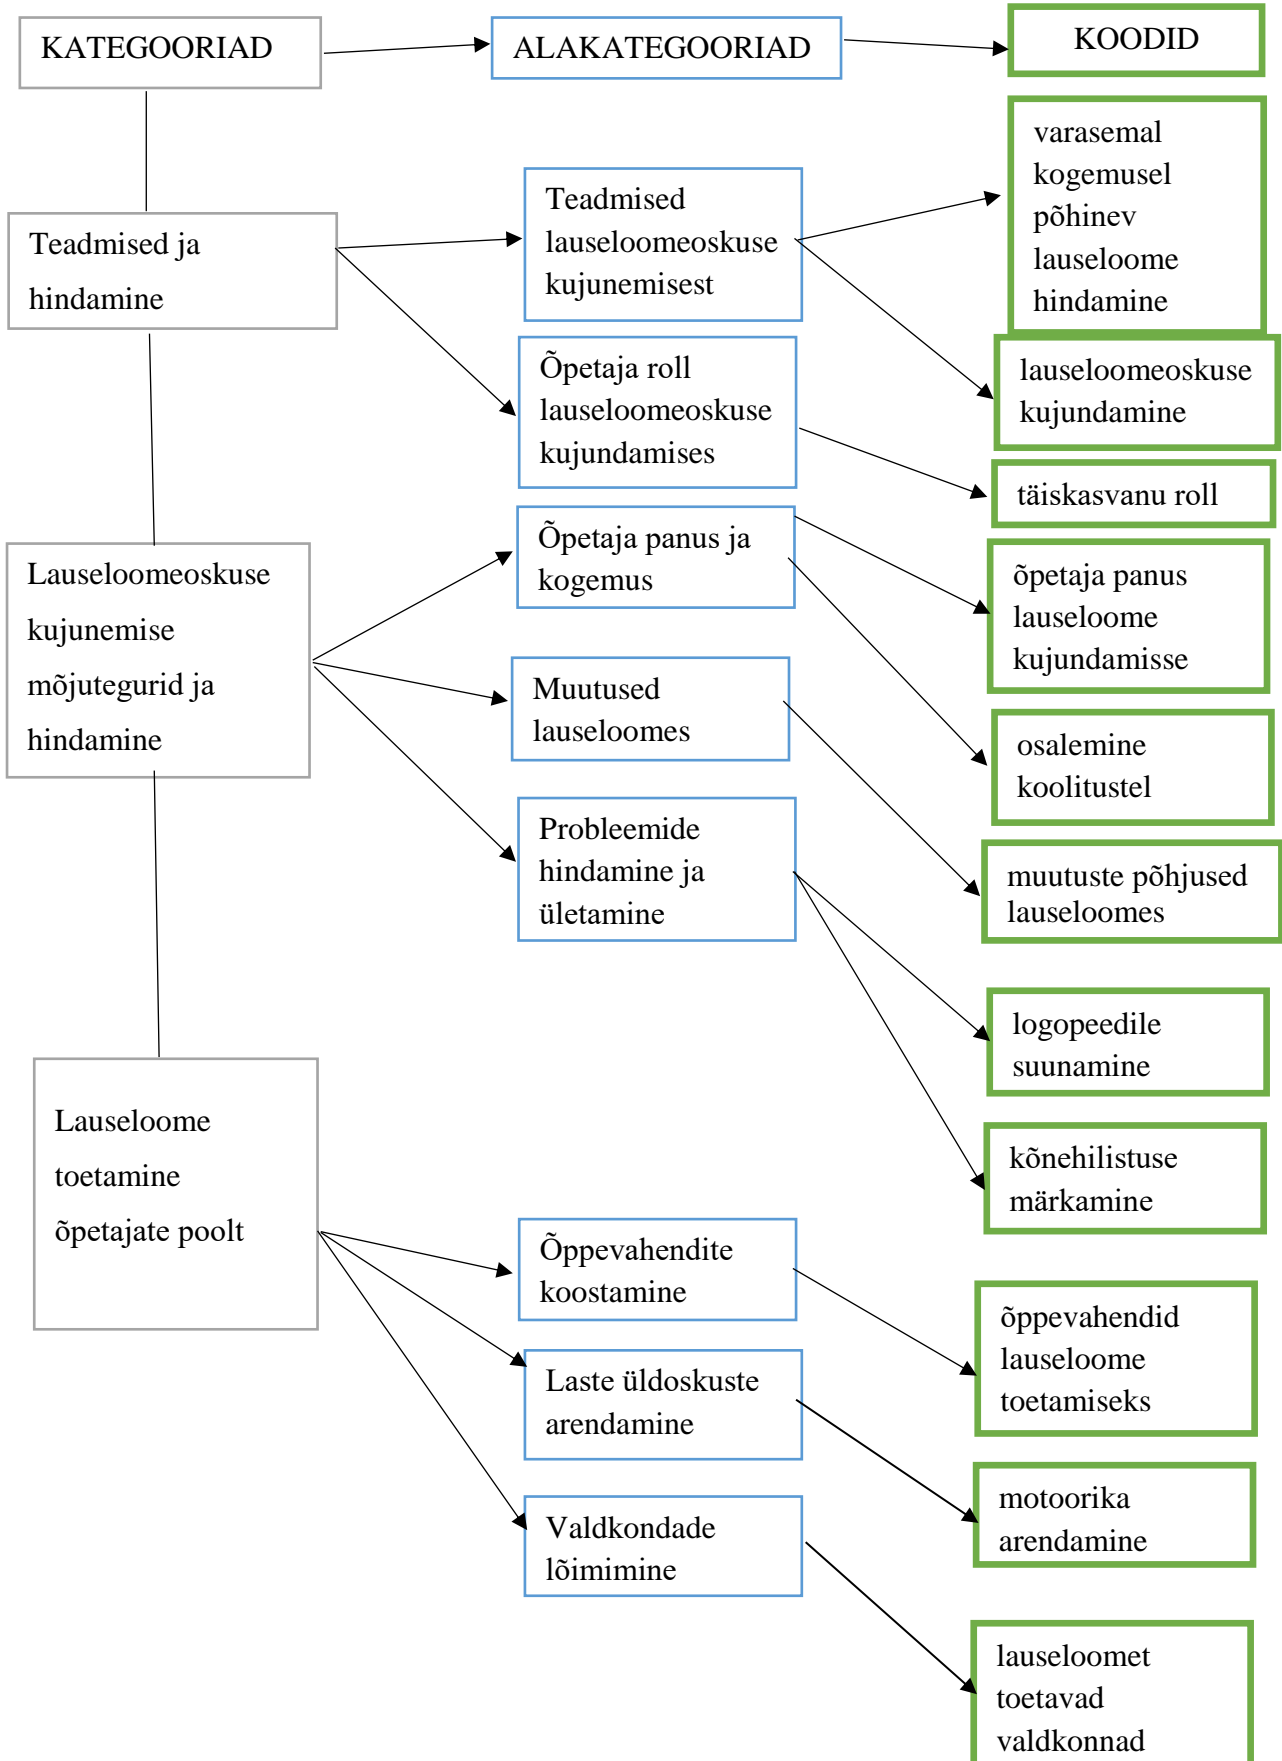 KATEGOORIAD
ALAKATEGOORIAD
KOODID
Teadmised ja
hindamine
Teadmised
lauseloomeoskuse
kujunemisest
varasemal
kogemusel
põhinev
lauseloome
hindamine
lauseloomeoskuse
kujundamine
Õpetaja roll
lauseloomeoskuse
kujundamises
täiskasvanu roll
Lauseloomeoskuse
kujunemise
mõjutegurid ja
hindamine
Õpetaja panus ja
kogemus
õpetaja panus
lauseloome
kujundamisse
osalemine
koolitustel
Muutused
lauseloomes
muutuste põhjused
lauseloomes
Probleemide
hindamine ja
ületamine
logopeedile
suunamine
kõnehilistuse
märkamine
Lauseloome
toetamine
õpetajate poolt
Õppevahendite
koostamine
õppevahendid
lauseloome
toetamiseks
Laste üldoskuste
arendamine
motoorika
arendamine
Valdkondade
lõimimine
lauseloomet
toetavad
valdkonnad